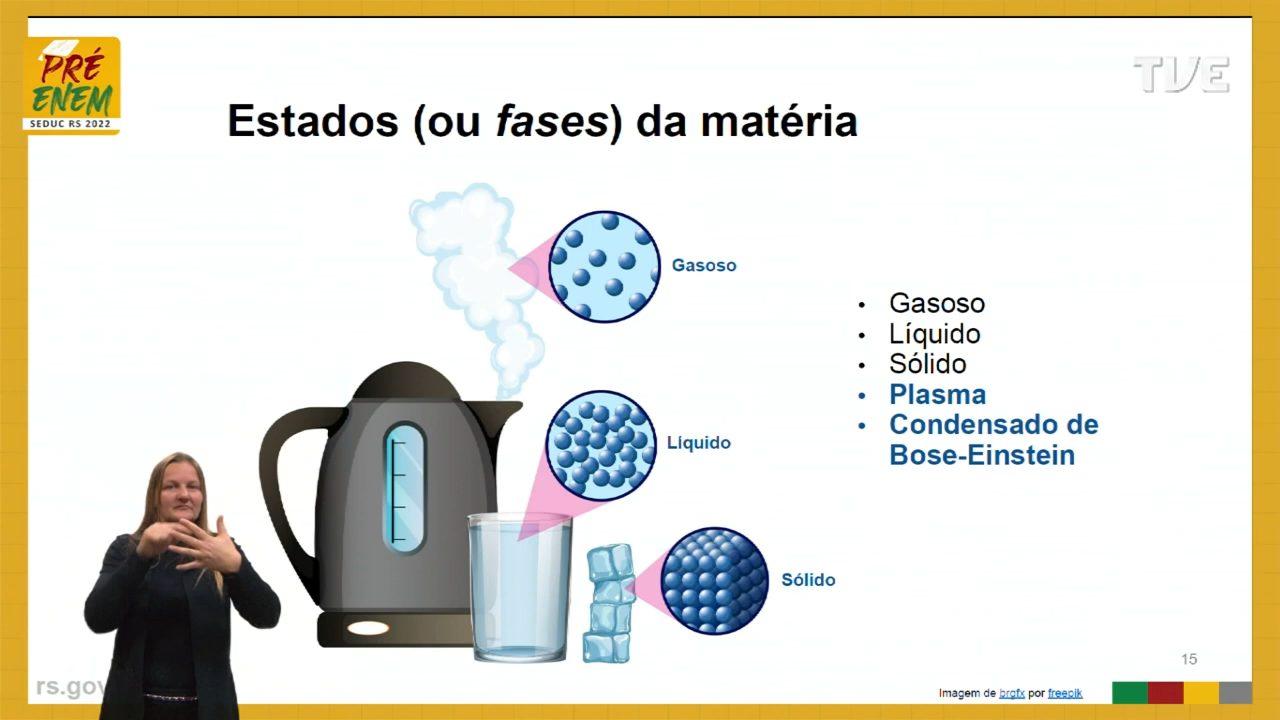 PRÉ
ENEM
SEDUC RS 2022
TVE
Estados (ou fases) da matéria
Gasoso
Líquido
Sólido
• Gasoso
• Líquido
• Sólido
• Plasma
• Condensado de
Bose-Einstein
15
rs.gov
Imagem de brgfx por freepik